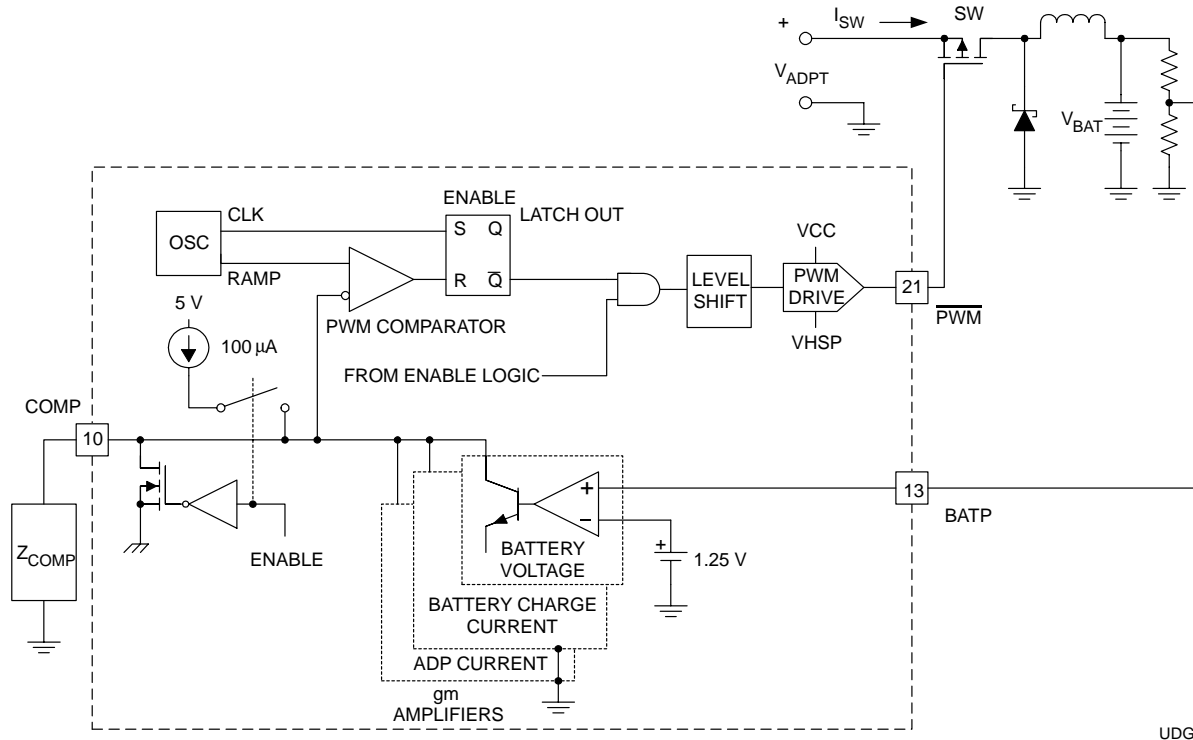 I_SW
SW
+
V_ADPT
V_BAT
ENABLE
CLK
LATCH OUT
OSC
S Q
RAMP
R Q̅
PWM COMPARATOR
VCC
LEVEL
SHIFT
PWM
DRIVE
21
P̅W̅M̅
VHSP
5 V
100 µA
FROM ENABLE LOGIC
COMP
10
13
BATP
Z_COMP
ENABLE
+
−
BATTERY
VOLTAGE
+
1.25 V
BATTERY CHARGE
CURRENT
ADP CURRENT
gm
AMPLIFIERS
UDG